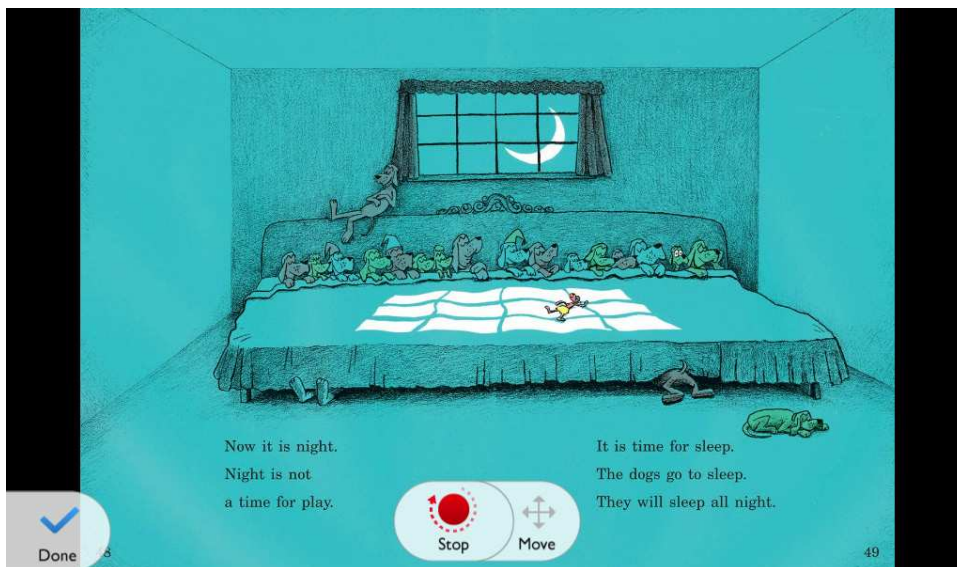 Now it is night.
Night is not
a time for play.
It is time for sleep.
The dogs go to sleep.
They will sleep all night.
Done
8
Stop
Move
49